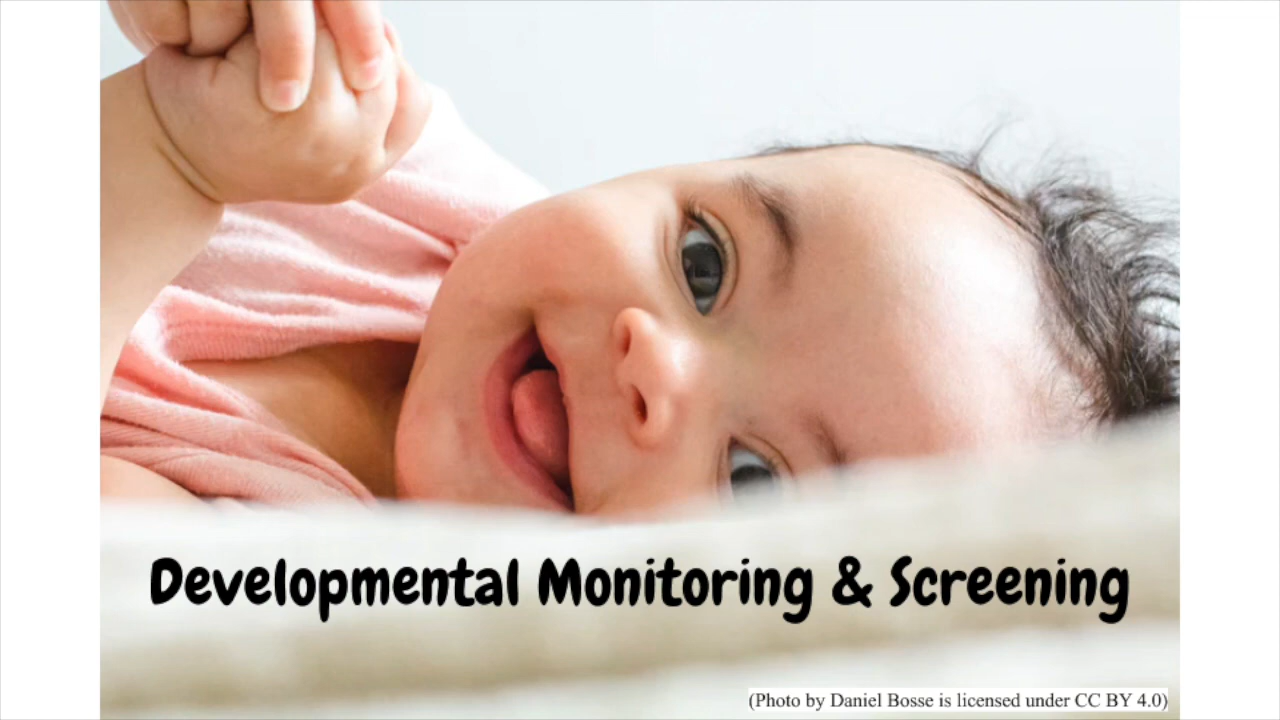 Developmental Monitoring & Screening
(Photo by Daniel Bosse is licensed under CC BY 4.0)